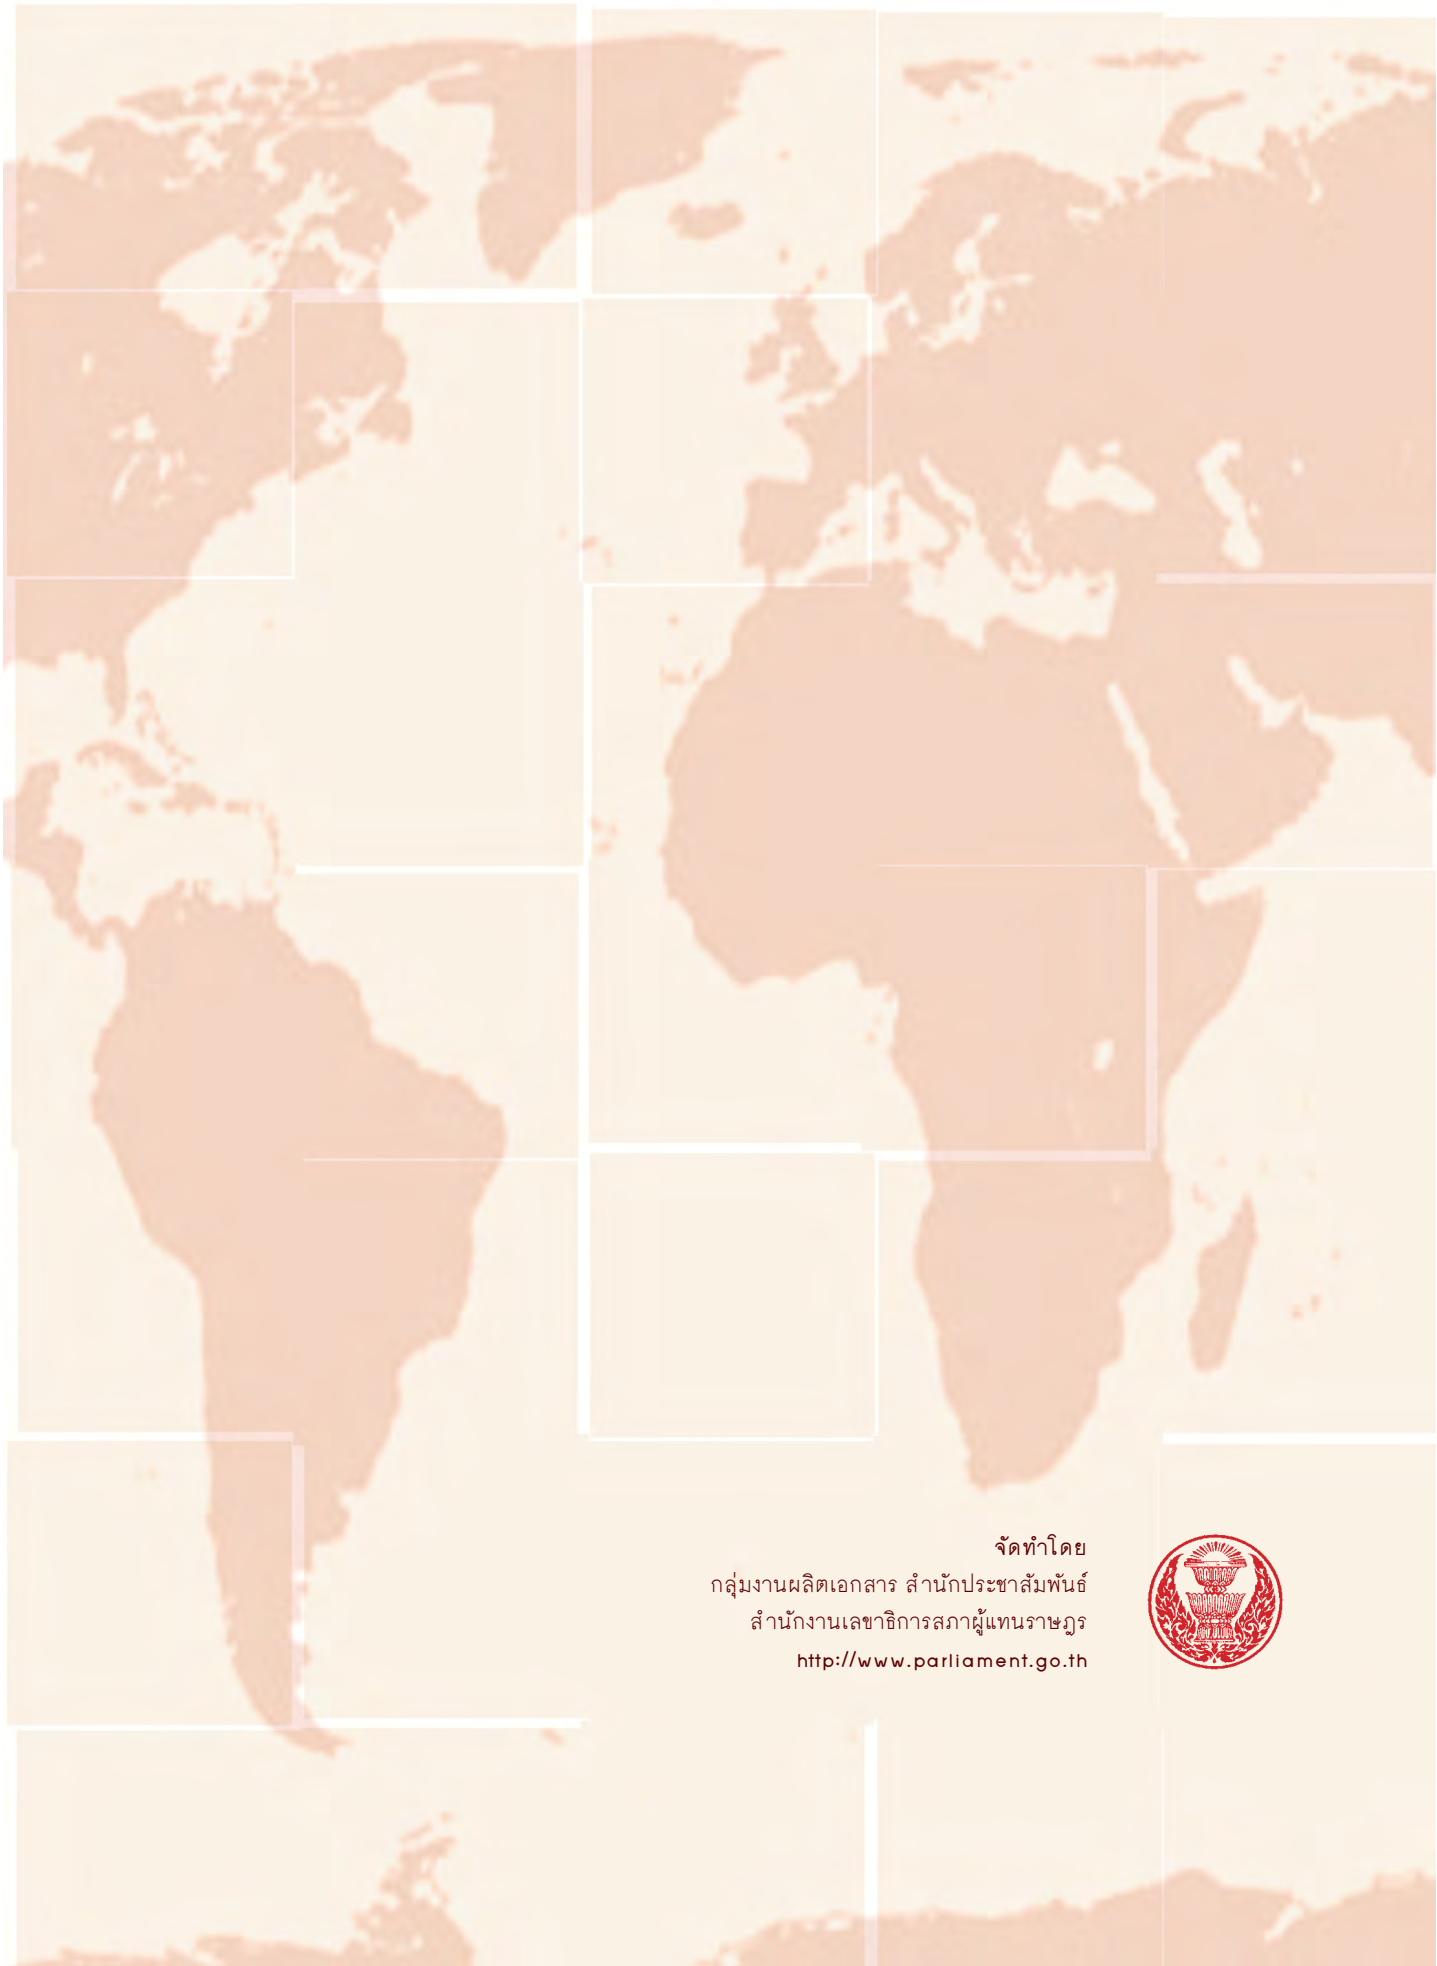 จัดทำโดย
กลุ่มงานผลิตเอกสาร สำนักประชาสัมพันธ์
สำนักงานเลขาธิการสภาผู้แทนราษฎร
http://www.parliament.go.th